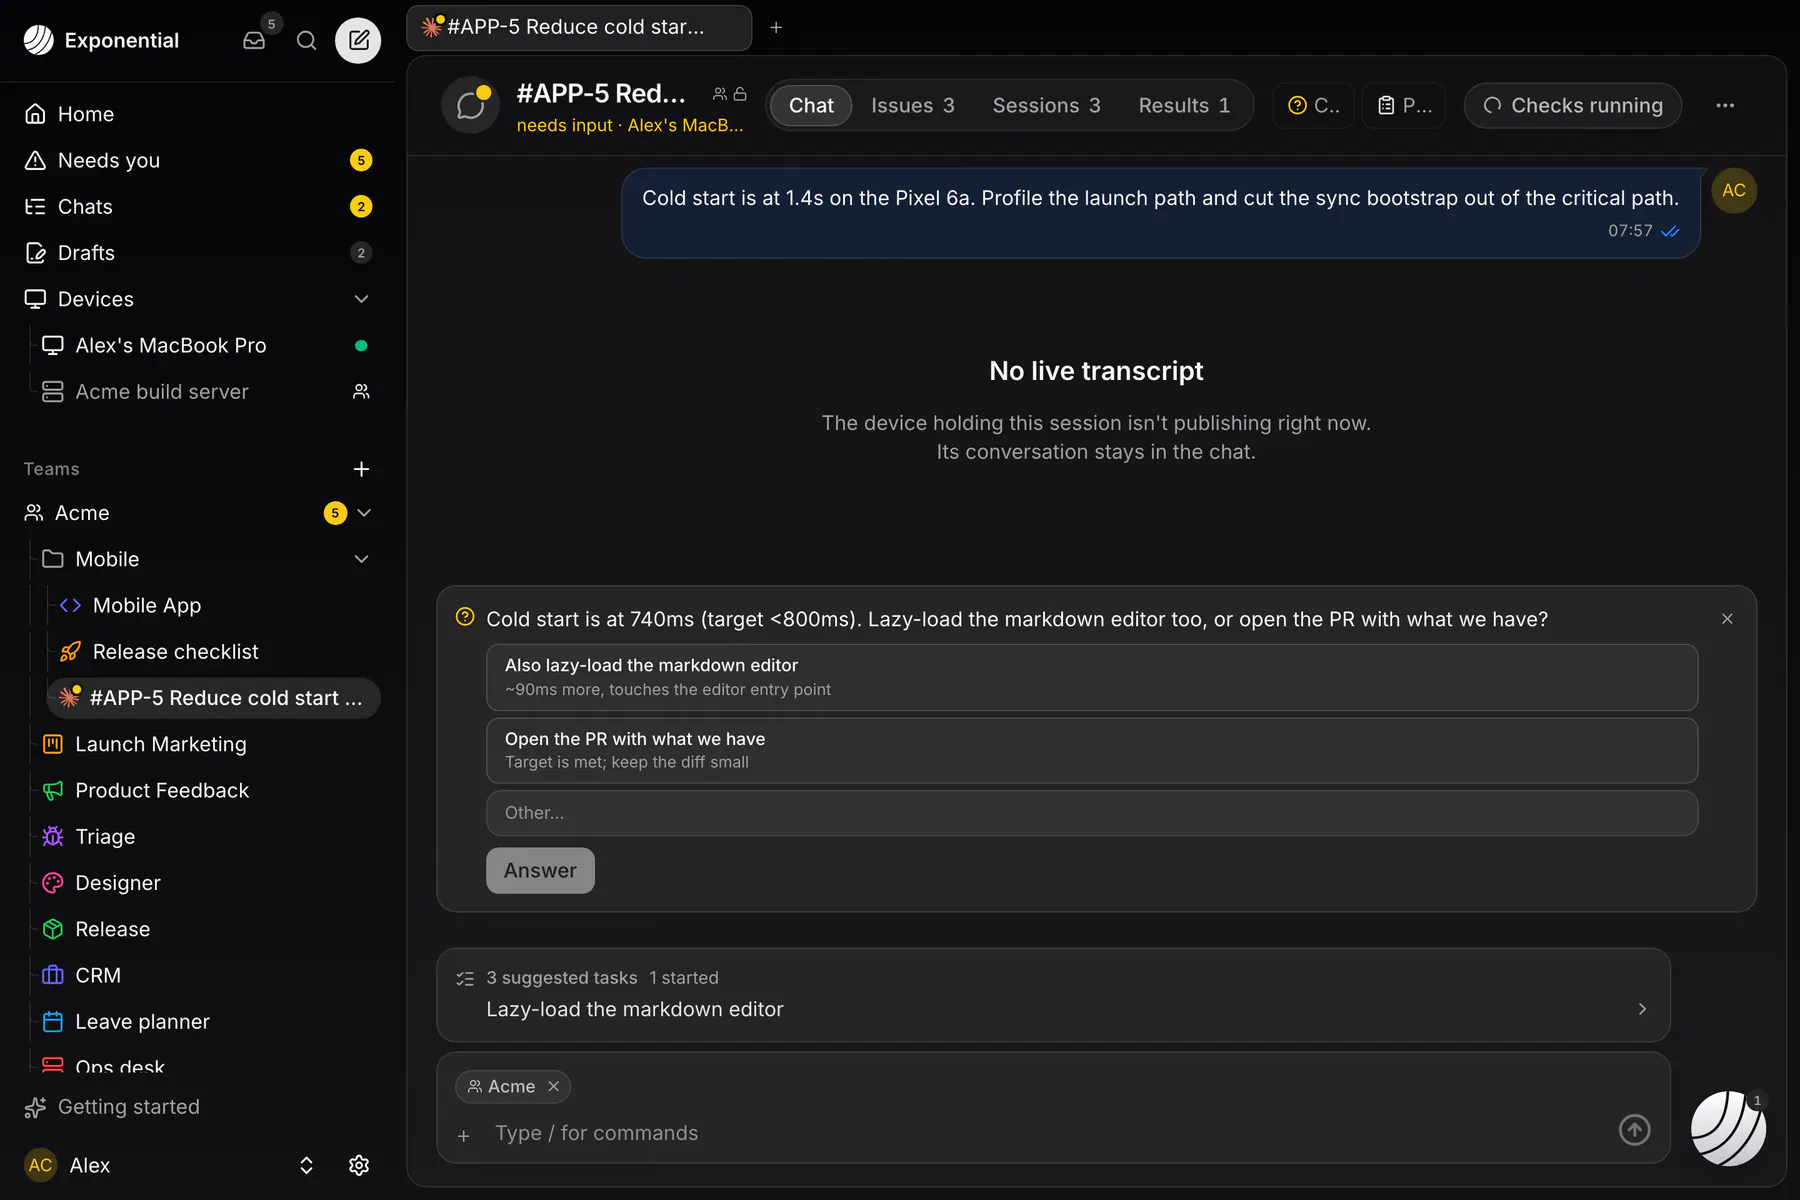 Exponential
5
#APP-5 Reduce cold star...
Home
Needs you
5
Chats
2
Drafts
2
Devices
Alex's MacBook Pro
Acme build server
Teams
Acme
5
Mobile
Mobile App
Release checklist
#APP-5 Reduce cold start ...
Launch Marketing
Product Feedback
Triage
Designer
Release
CRM
Leave planner
Ops desk
Getting started
AC
Alex
#APP-5 Red...
needs input · Alex's MacB...
Chat
Issues 3
Sessions 3
Results 1
C..
P...
Checks running
Cold start is at 1.4s on the Pixel 6a. Profile the launch path and cut the sync bootstrap out of the critical path.
07:57
AC
No live transcript
The device holding this session isn't publishing right now.
Its conversation stays in the chat.
Cold start is at 740ms (target <800ms). Lazy-load the markdown editor too, or open the PR with what we have?
Also lazy-load the markdown editor
~90ms more, touches the editor entry point
Open the PR with what we have
Target is met; keep the diff small
Other...
Answer
3 suggested tasks 1 started
Lazy-load the markdown editor
Acme
Type / for commands
1